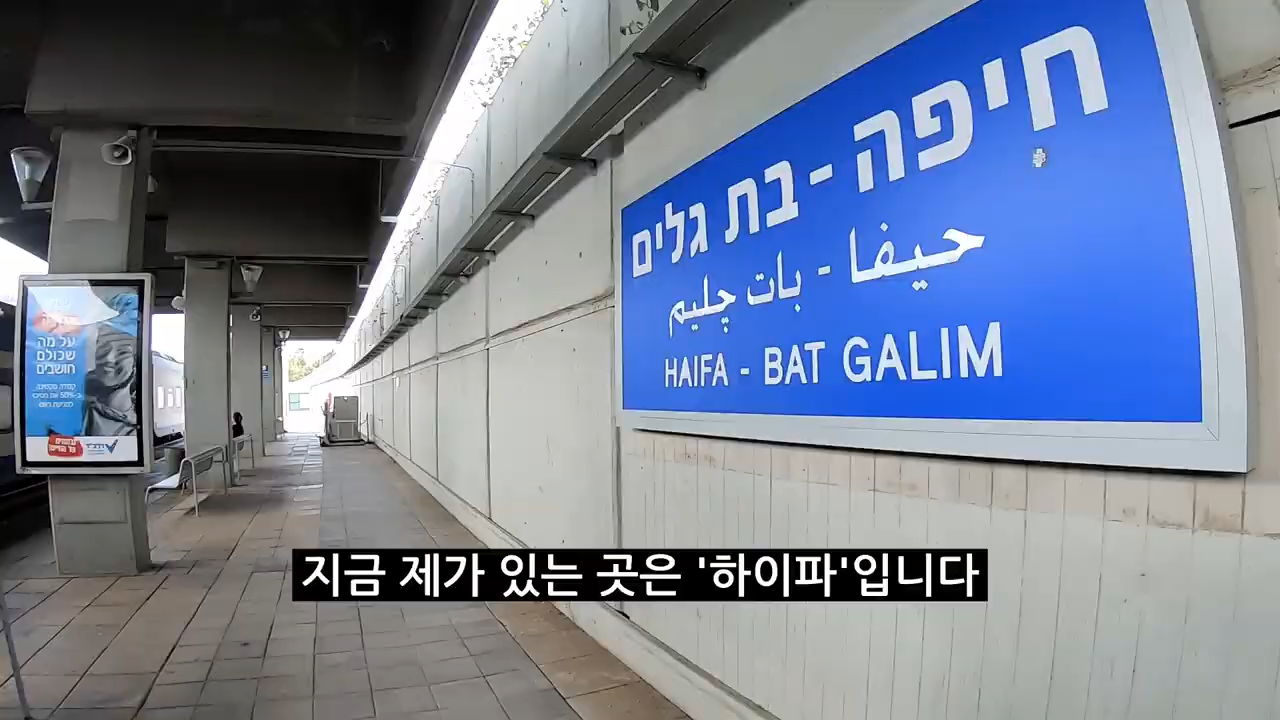 חיפה - בת גלים
حيفا - بات چليم
HAIFA - BAT GALIM
על מה
שכולם
חושבים
지금 제가 있는 곳은 '하이파'입니다